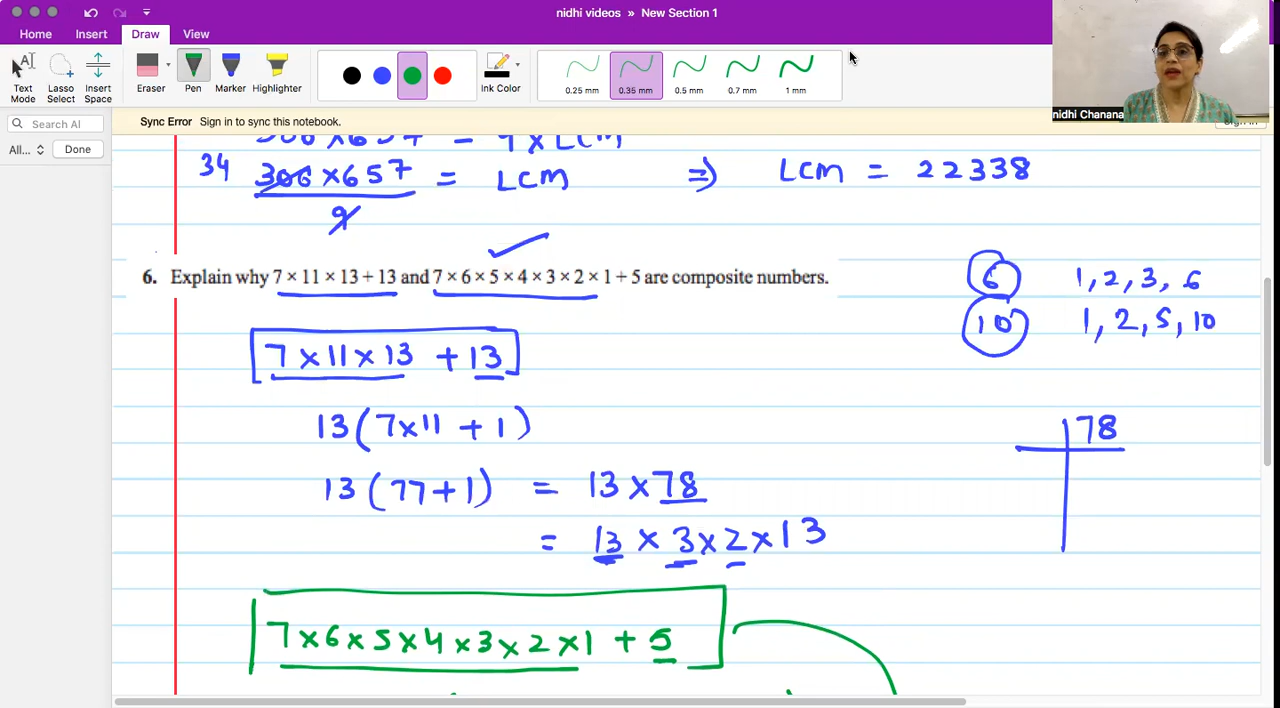 nidhi videos » New Section 1
Home Insert Draw View
Text Mode
Lasso Select
Insert Space
Eraser
Pen
Marker
Highlighter
Ink Color
0.25 mm
0.35 mm
0.5 mm
0.7 mm
1 mm
nidhi Chanana
Sync Error Sign in to sync this notebook.
Search Al
All...
Done
306 × 657 = 9 × LCM
34 306 × 657 = LCM ⇒ LCM = 22338
9
6. Explain why 7 × 11 × 13 + 13 and 7 × 6 × 5 × 4 × 3 × 2 × 1 + 5 are composite numbers.
6 1, 2, 3, 6
10 1, 2, 5, 10
7 × 11 × 13 + 13
13 ( 7 × 11 + 1 )
78
13 ( 77 + 1 ) = 13 × 78
= 13 × 3 × 2 × 13
7 × 6 × 5 × 4 × 3 × 2 × 1 + 5